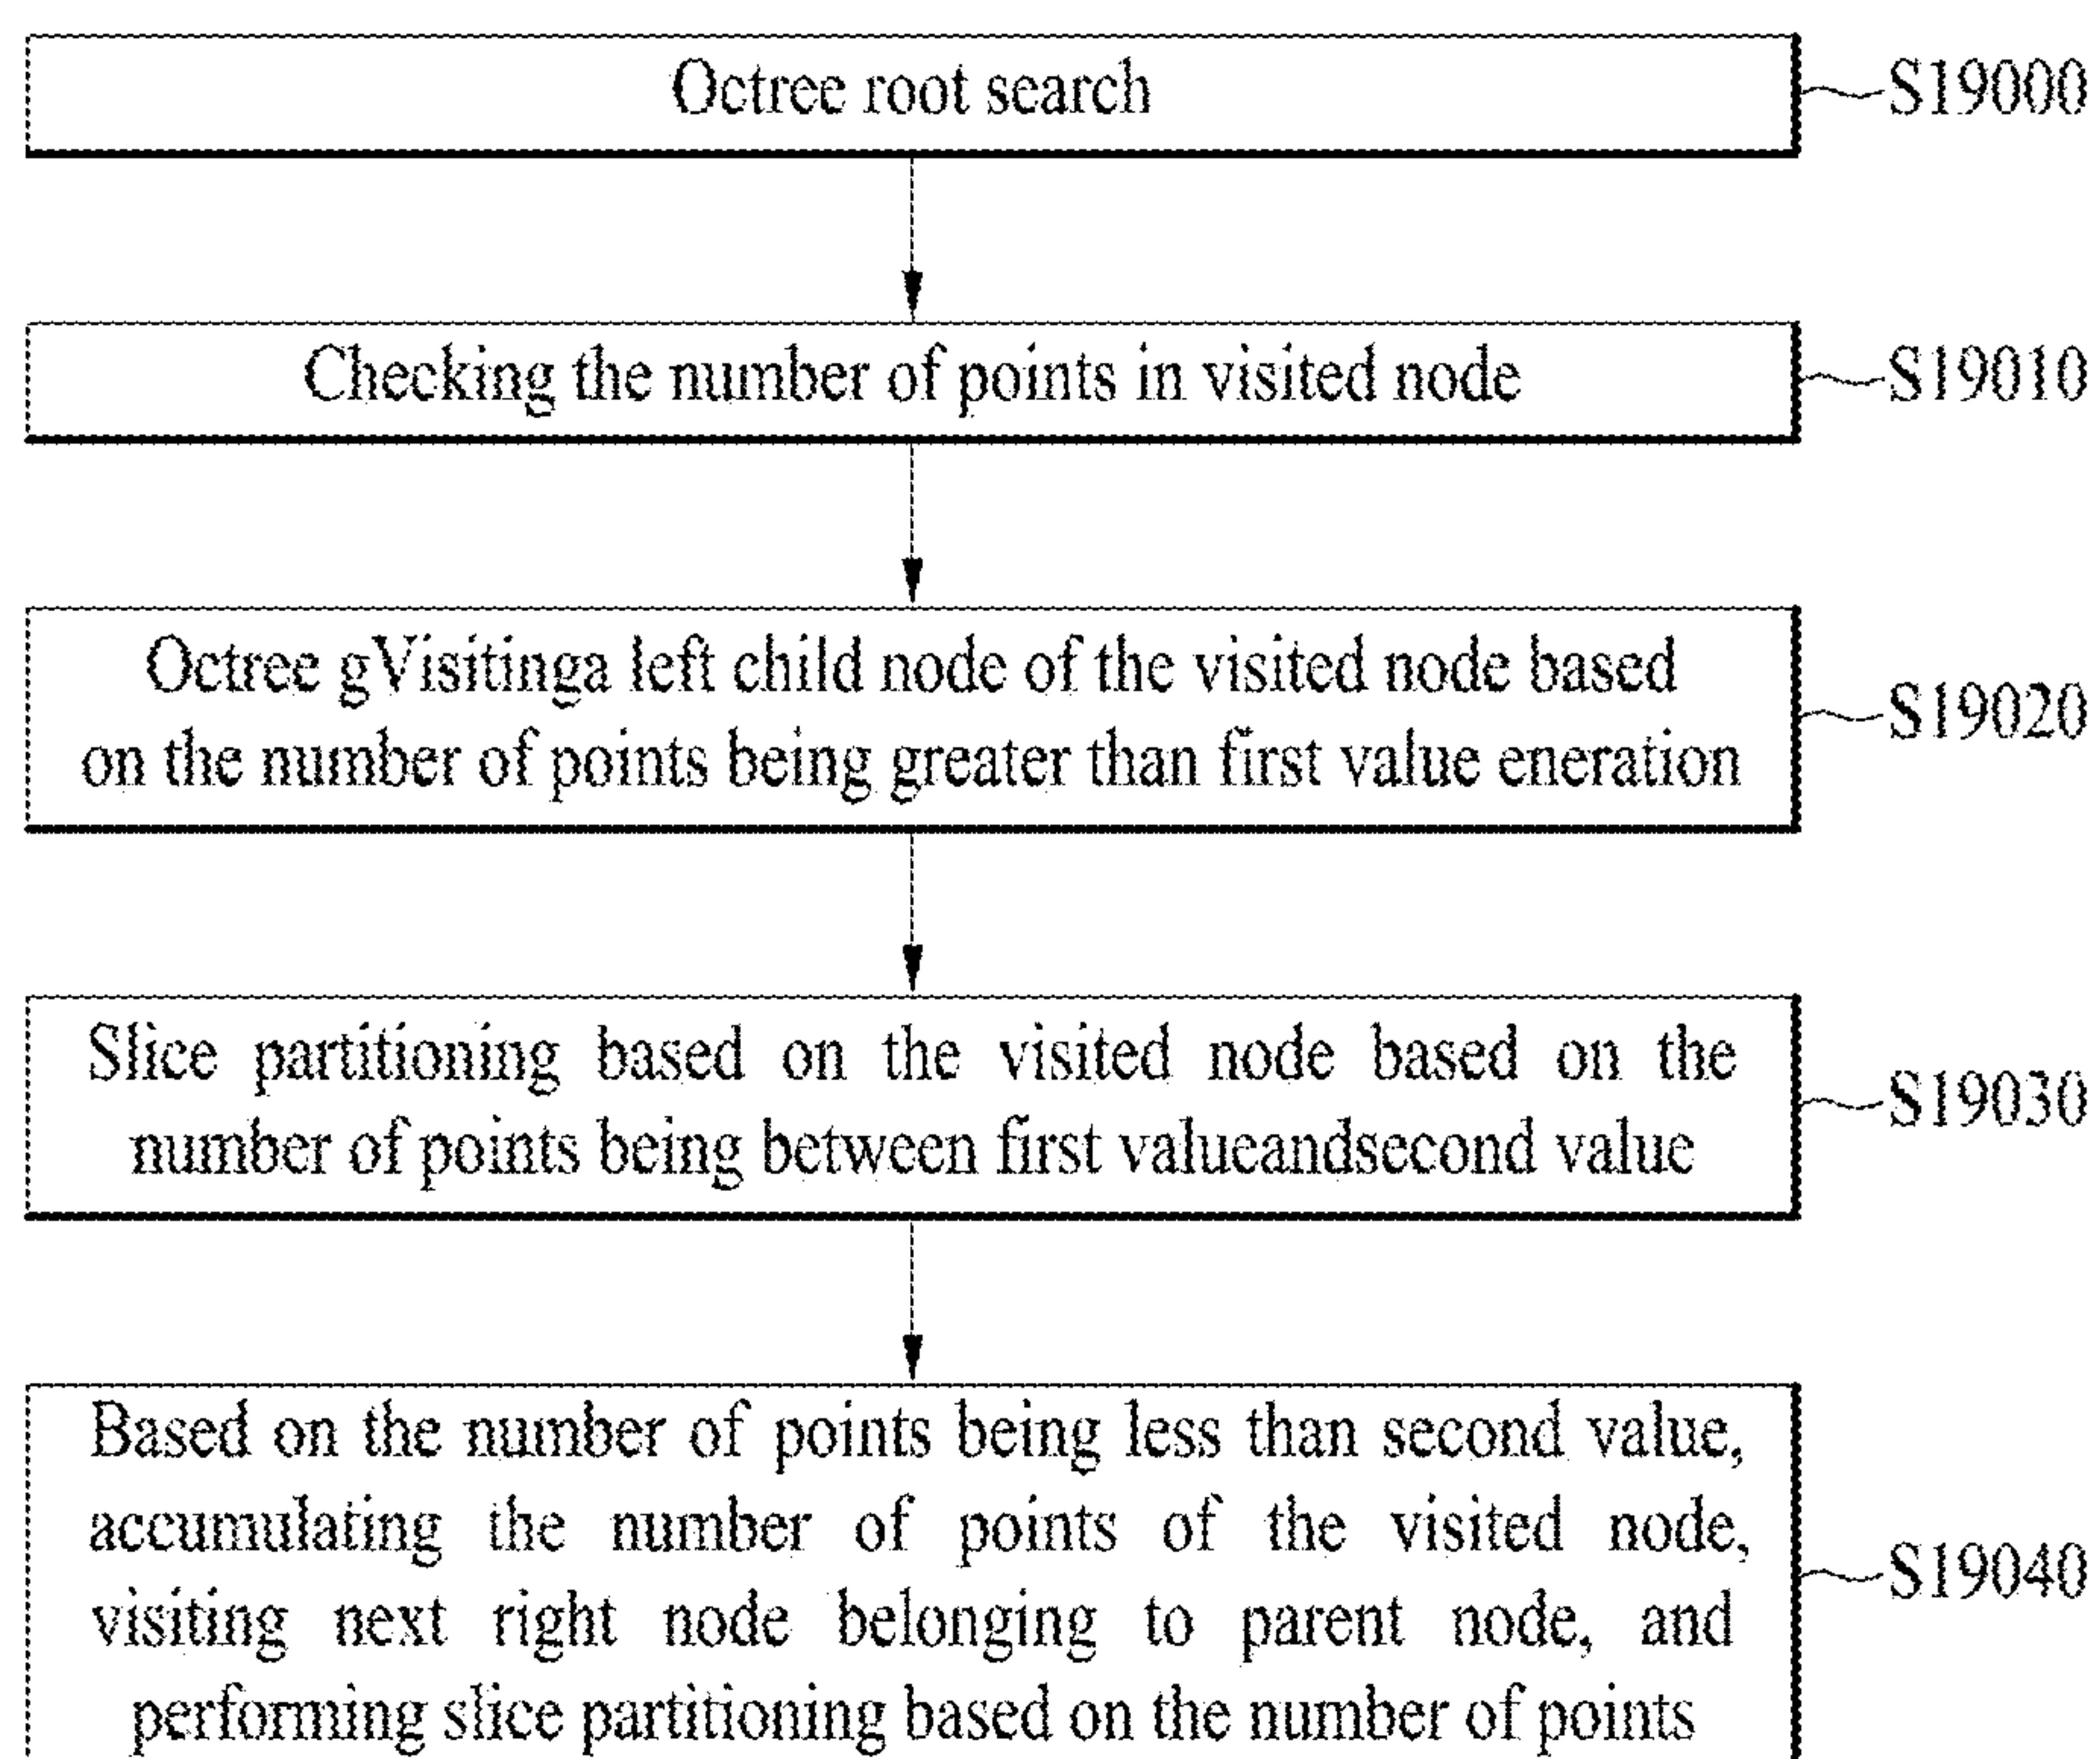 Octree root search
S19000
Checking the number of points in visited node
S19010
Octree gVisitinga left child node of the visited node based
on the number of points being greater than first value eneration
S19020
Slice partitioning based on the visited node based on the
number of points being between first valueandsecond value
S19030
Based on the number of points being less than second value,
accumulating the number of points of the visited node,
visiting next right node belonging to parent node, and
performing slice partitioning based on the number of points
S19040